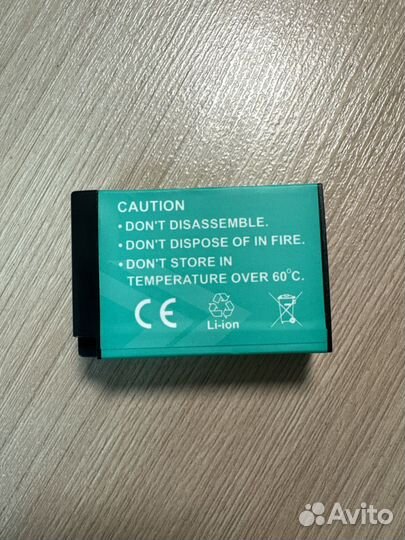 CAUTION
• DON'T DISASSEMBLE.
• DON'T DISPOSE OF IN FIRE.
• DON'T STORE IN
TEMPERATURE OVER 60°C.
CE
Li-ion
Avito